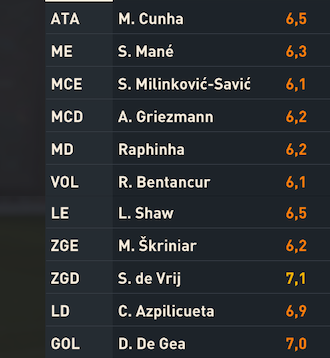 ATA M. Cunha 6,5
ME S. Mané 6,3
MCE S. Milinković-Savić 6,1
MCD A. Griezmann 6,2
MD Raphinha 6,2
VOL R. Bentancur 6,1
LE L. Shaw 6,5
ZGE M. Škriniar 6,2
ZGD S. de Vrij 7,1
LD C. Azpilicueta 6,9
GOL D. De Gea 7,0